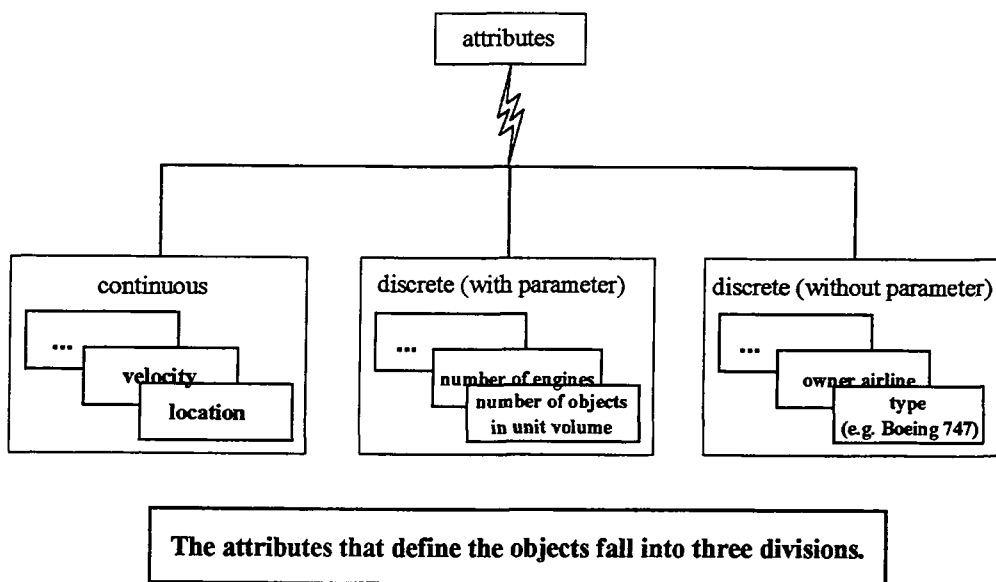 attributes
continuous
...
velocity
location
discrete (with parameter)
...
number of engines
number of objects
in unit volume
discrete (without parameter)
...
owner airline
type
(e.g. Boeing 747)
The attributes that define the objects fall into three divisions.